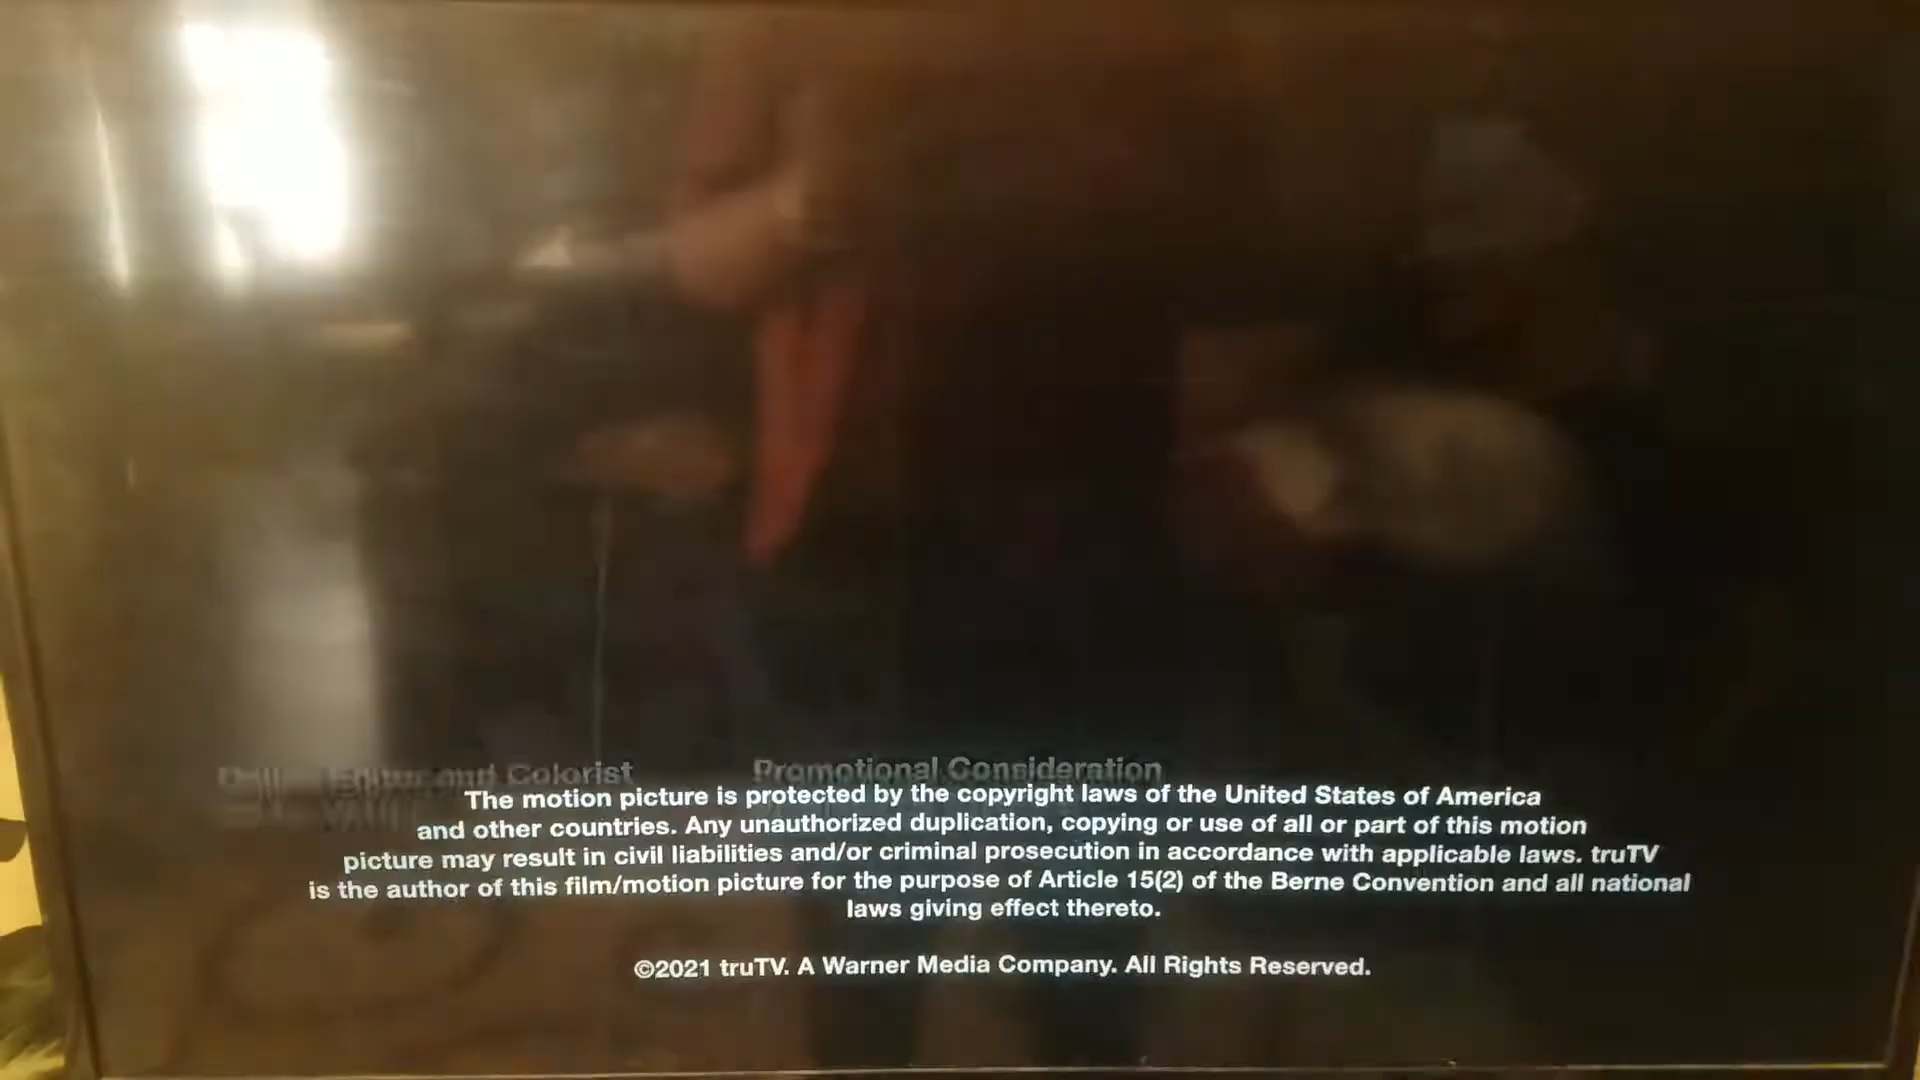 Editor and Colorist Promotional Consideration
The motion picture is protected by the copyright laws of the United States of America
and other countries. Any unauthorized duplication, copying or use of all or part of this motion
picture may result in civil liabilities and/or criminal prosecution in accordance with applicable laws. truTV
is the author of this film/motion picture for the purpose of Article 15(2) of the Berne Convention and all national
laws giving effect thereto.
©2021 truTV. A Warner Media Company. All Rights Reserved.